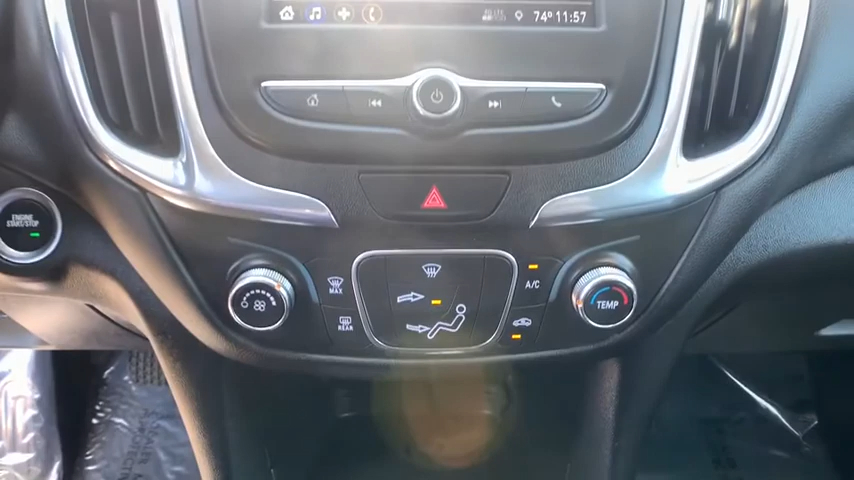 74° 11:57
ENGINE
START/STOP
MAX
REAR
A/C
TEMP